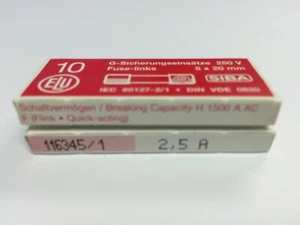 10 G-Sicherungseinsätze 250 V
Fuse-links 5 x 20 mm
ELU SIBA
IEC 60127-2/1 • DIN VDE 0820
Schaltvermögen / Breaking Capacity H 1500 A AC
F (Flink • Quick-acting)
116345/1 2,5 A